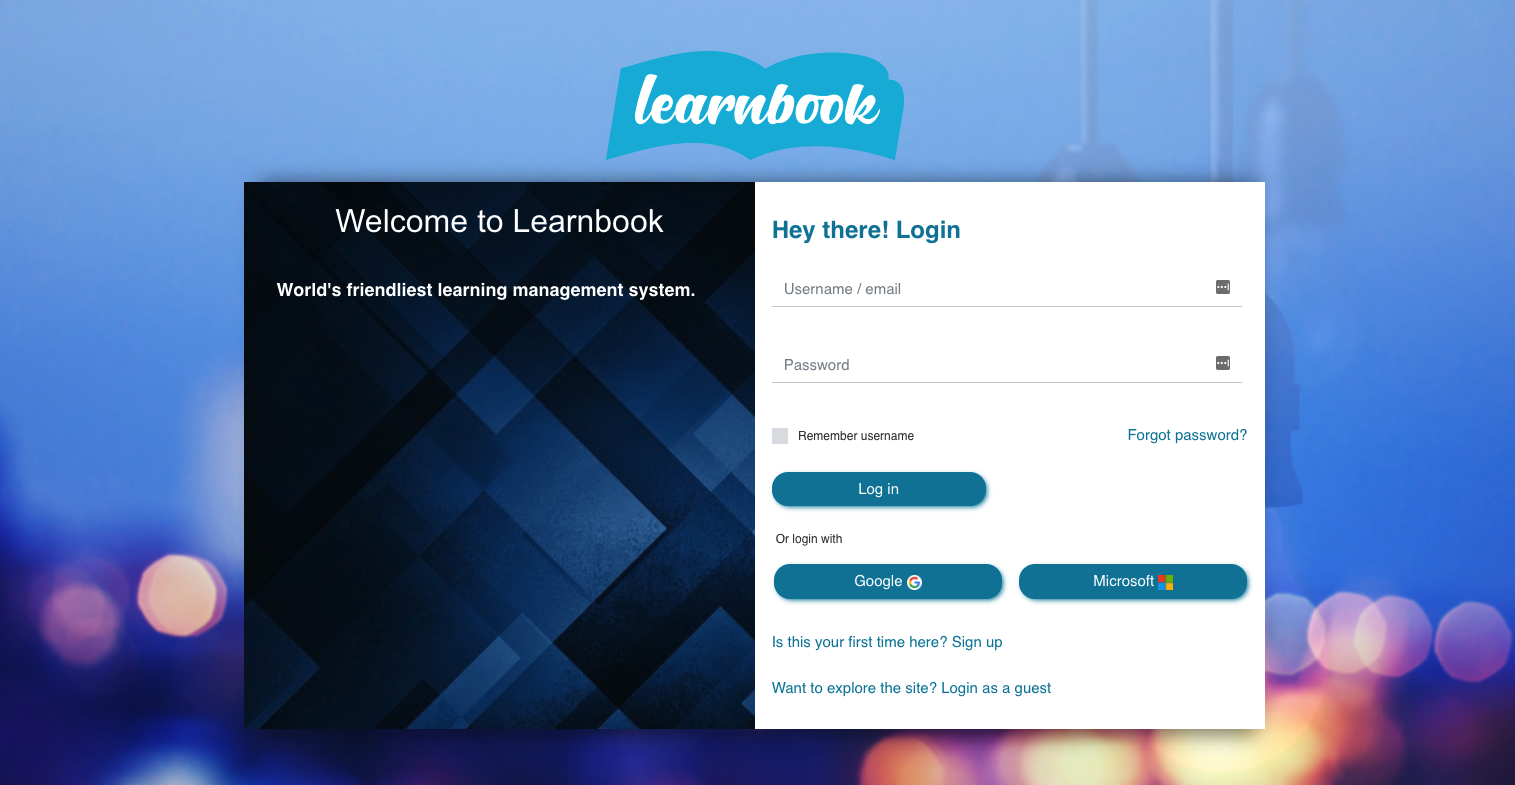 learnbook
Welcome to Learnbook
World's friendliest learning management system.
Hey there! Login
Username / email
Password
Remember username
Forgot password?
Log in
Or login with
Google
Microsoft
Is this your first time here? Sign up
Want to explore the site? Login as a guest